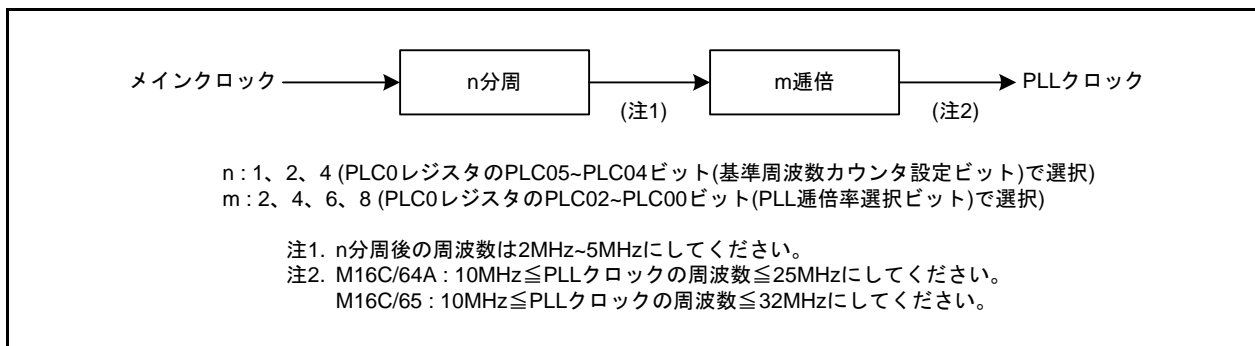 メインクロック n分周 (注1) m逓倍 (注2) PLLクロック
n : 1、2、4 (PLC0レジスタのPLC05~PLC04ビット(基準周波数カウンタ設定ビット)で選択)
m : 2、4、6、8 (PLC0レジスタのPLC02~PLC00ビット(PLL逓倍率選択ビット)で選択)
注1. n分周後の周波数は2MHz~5MHzにしてください。
注2. M16C/64A : 10MHz≦PLLクロックの周波数≦25MHzにしてください。
M16C/65 : 10MHz≦PLLクロックの周波数≦32MHzにしてください。